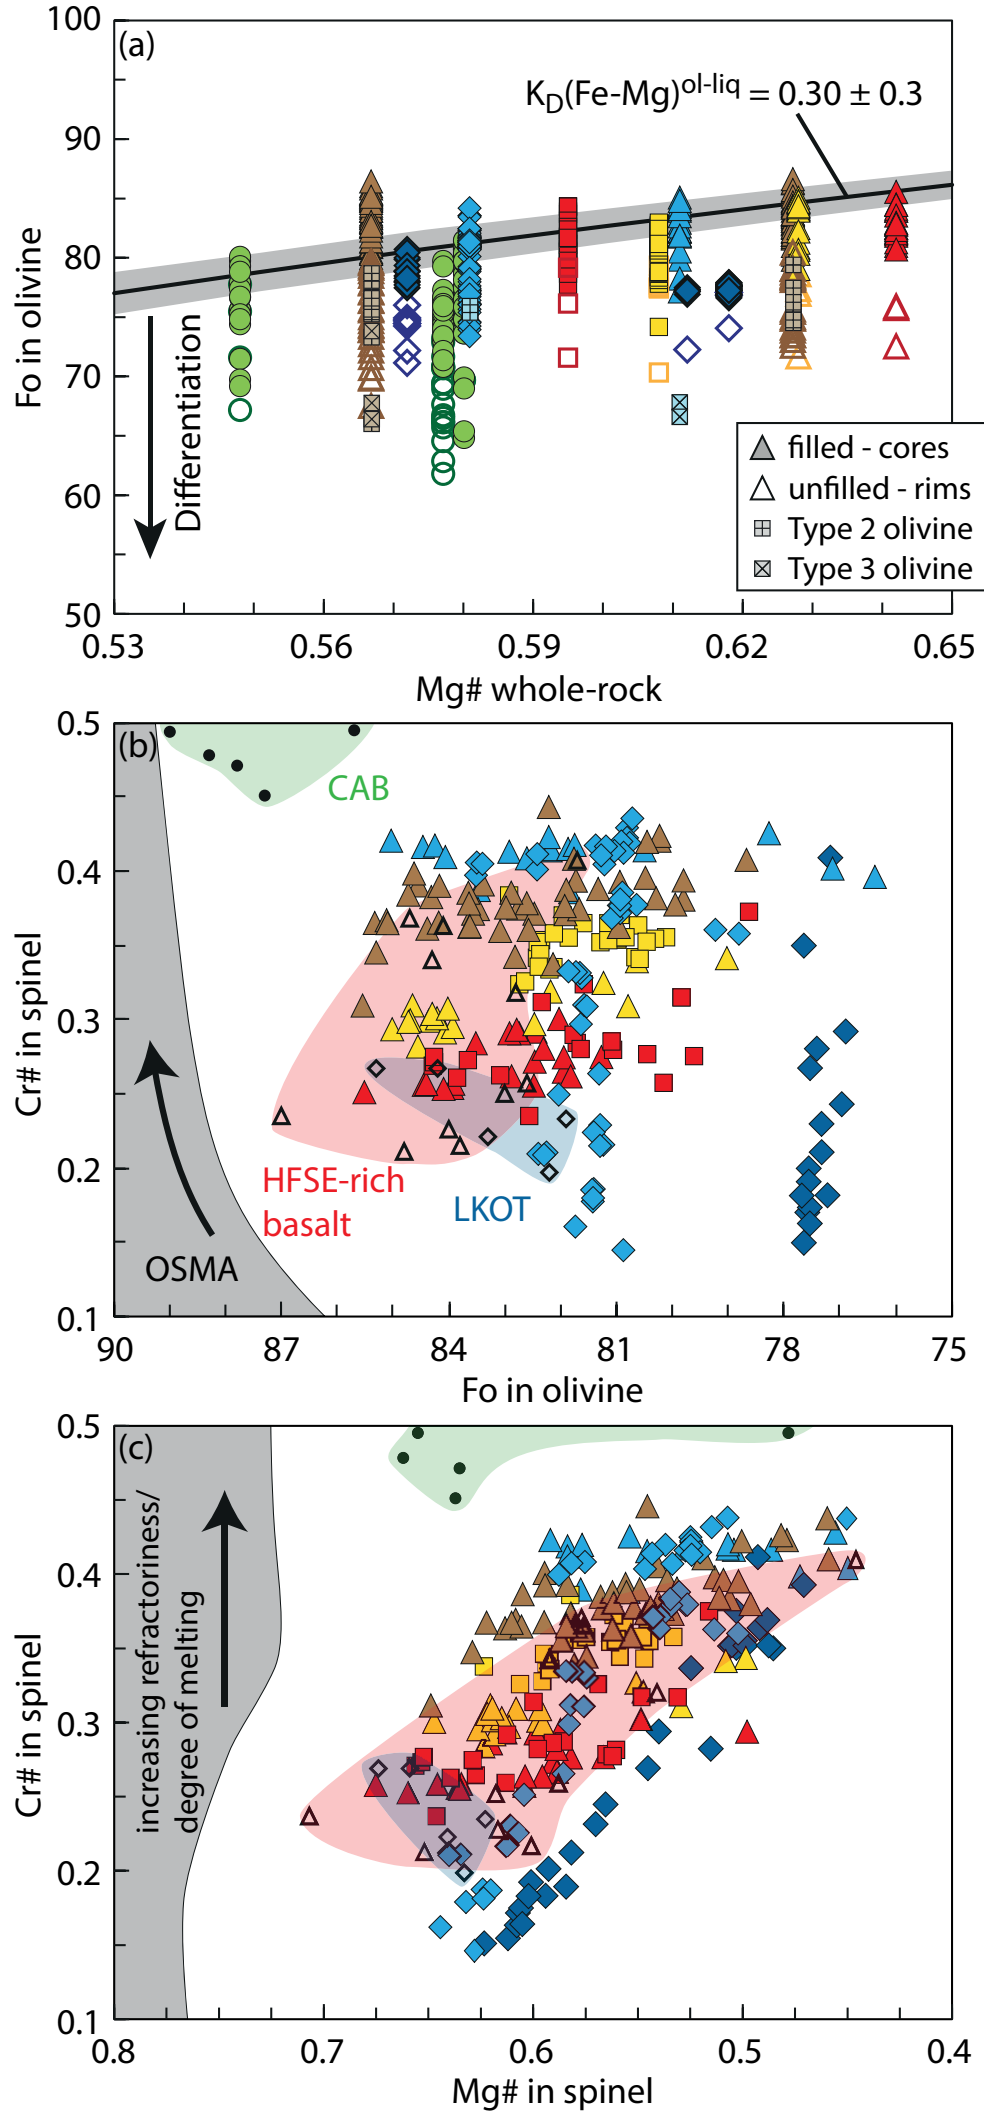 100
(a)
K_D(Fe-Mg)^ol-liq = 0.30 ± 0.3
90
80
70
60
50
Fo in olivine
Differentiation
filled - cores
unfilled - rims
Type 2 olivine
Type 3 olivine
0.53 0.56 0.59 0.62 0.65
Mg# whole-rock
0.5
(b)
CAB
0.4
0.3
0.2
0.1
Cr# in spinel
HFSE-rich
basalt
LKOT
OSMA
90 87 84 81 78 75
Fo in olivine
0.5
(c)
0.4
0.3
0.2
0.1
Cr# in spinel
increasing refractoriness/
degree of melting
0.8 0.7 0.6 0.5 0.4
Mg# in spinel